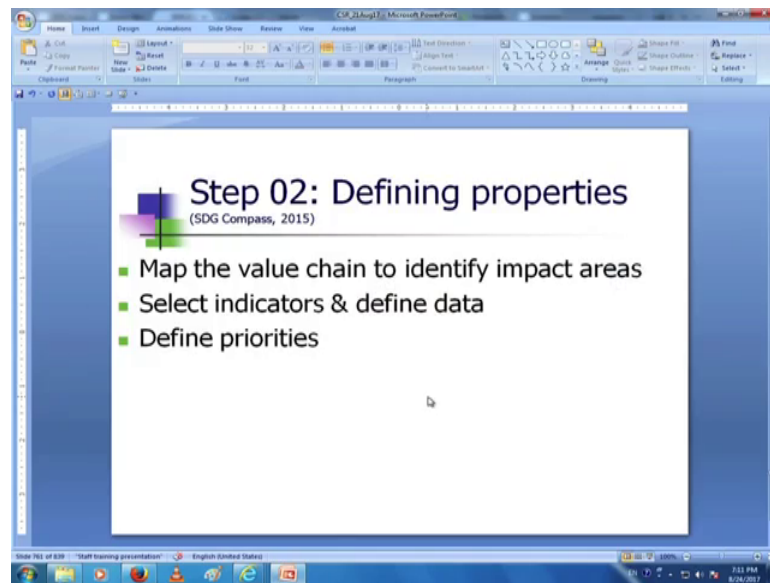 CSR_21Aug17 - Microsoft PowerPoint
Home Insert Design Animations Slide Show Review View Acrobat
Cut
Copy
Format Painter
Paste
Clipboard
New Slide
Layout
Reset
Delete
Slides
Font
Text Direction
Align Text
Convert to SmartArt
Paragraph
Arrange
Quick Styles
Shape Fill
Shape Outline
Shape Effects
Drawing
Find
Replace
Select
Editing
Step 02: Defining properties
(SDG Compass, 2015)
Map the value chain to identify impact areas
Select indicators & define data
Define priorities
Slide 761 of 839 "Staff training presentation" English (United States) 100%
EN 7:11 PM
8/24/2017